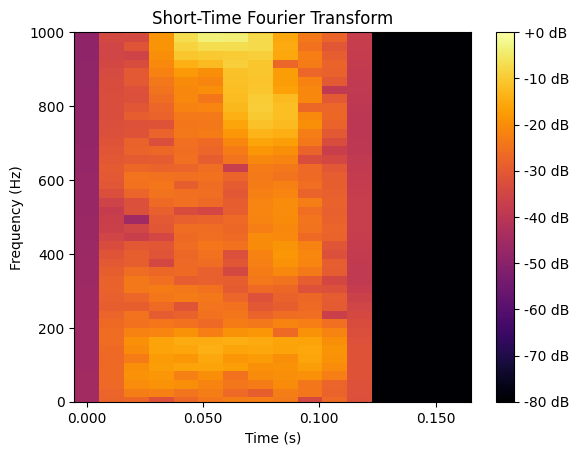 Short-Time Fourier Transform
1000
800
600
400
200
0
Frequency (Hz)
0.000
0.050
0.100
0.150
Time (s)
+0 dB
-10 dB
-20 dB
-30 dB
-40 dB
-50 dB
-60 dB
-70 dB
-80 dB